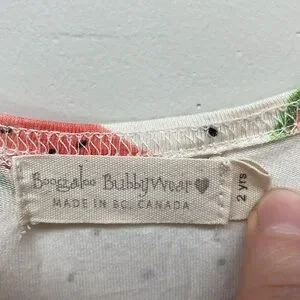 Boogaloo BubbyWear
MADE IN BC, CANADA
2 yrs